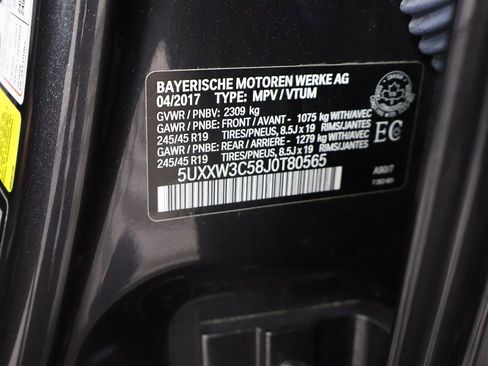 BAYERISCHE MOTOREN WERKE AG
04/2017 TYPE: MPV / VTUM
GVWR / PNBV: 2309 kg
GAWR / PNBE: FRONT / AVANT - 1075 kg WITH/AVEC
245/45 R19 TIRES/PNEUS, 8.5J x 19 RIMS/JANTES,
GAWR / PNBE: REAR / ARRIERE - 1279 kg WITH/AVEC
245/45 R19 TIRES/PNEUS, 8.5J x 19 RIMS/JANTES,
5UXXW3C58J0T80565
EC